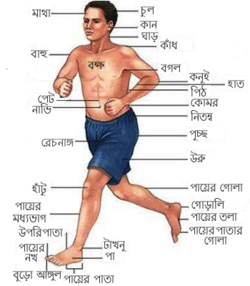 মাথা
চুল
কান
ঘাড়
কাঁধ
বাহু
বক্ষ
বগল
কনুই
হাত
পেট
পিঠ
নাভি
কোমর
নিতম্ব
রেচনাঙ্গ
পুচ্ছ
উরু
হাঁটু
পায়ের গোলা
পায়ের
মধ্যভাগ
গোড়ালি
পায়ের তলা
উপরিপাতা
পায়ের পাতার
গোলা
পায়ের
নখ
টাখনু
পা
বুড়ো আঙ্গুল
পায়ের পাতা